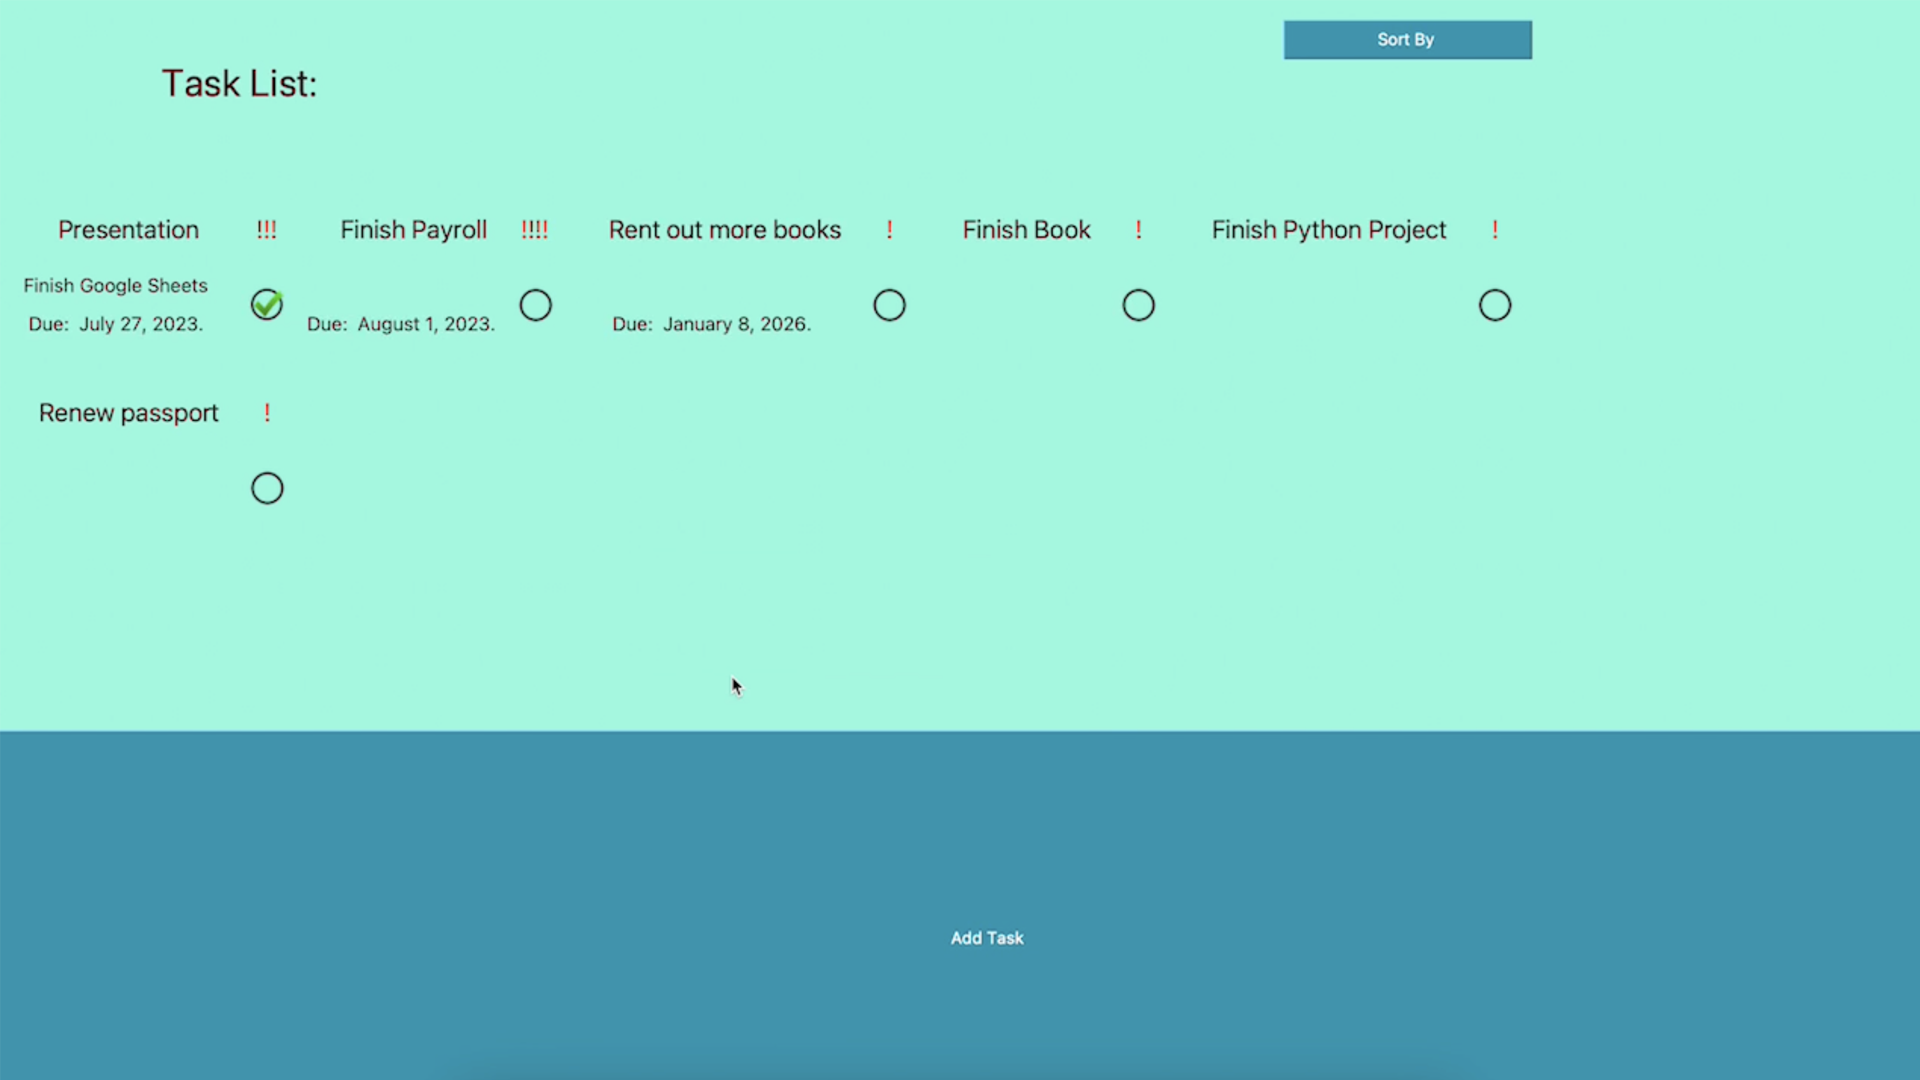 Sort By
Task List:
Presentation !!! Finish Payroll !!!! Rent out more books ! Finish Book ! Finish Python Project !
Finish Google Sheets
Due: July 27, 2023. Due: August 1, 2023. Due: January 8, 2026.
Renew passport !
Add Task